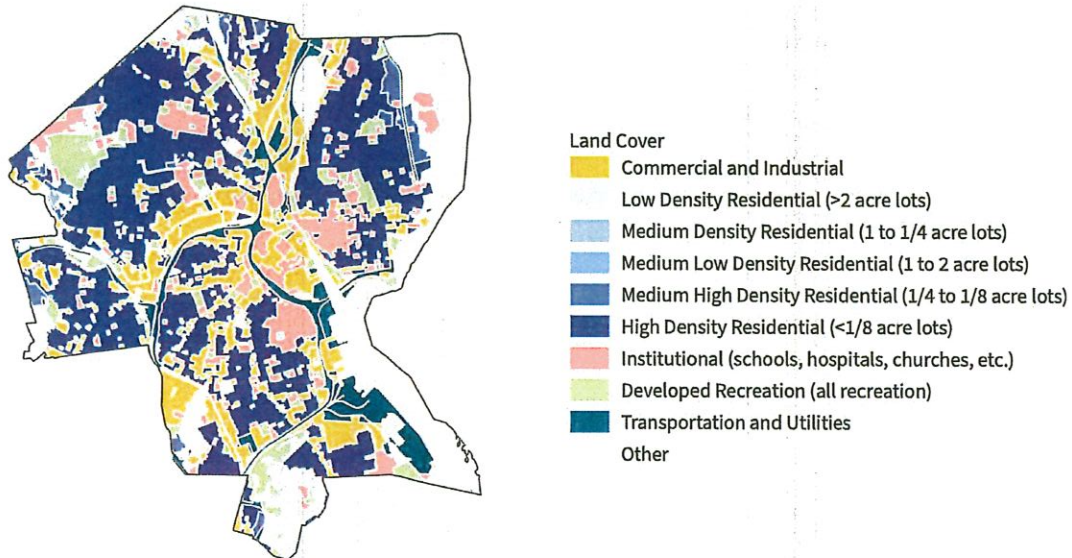 Land Cover
Commercial and Industrial
Low Density Residential (>2 acre lots)
Medium Density Residential (1 to 1/4 acre lots)
Medium Low Density Residential (1 to 2 acre lots)
Medium High Density Residential (1/4 to 1/8 acre lots)
High Density Residential (<1/8 acre lots)
Institutional (schools, hospitals, churches, etc.)
Developed Recreation (all recreation)
Transportation and Utilities
Other